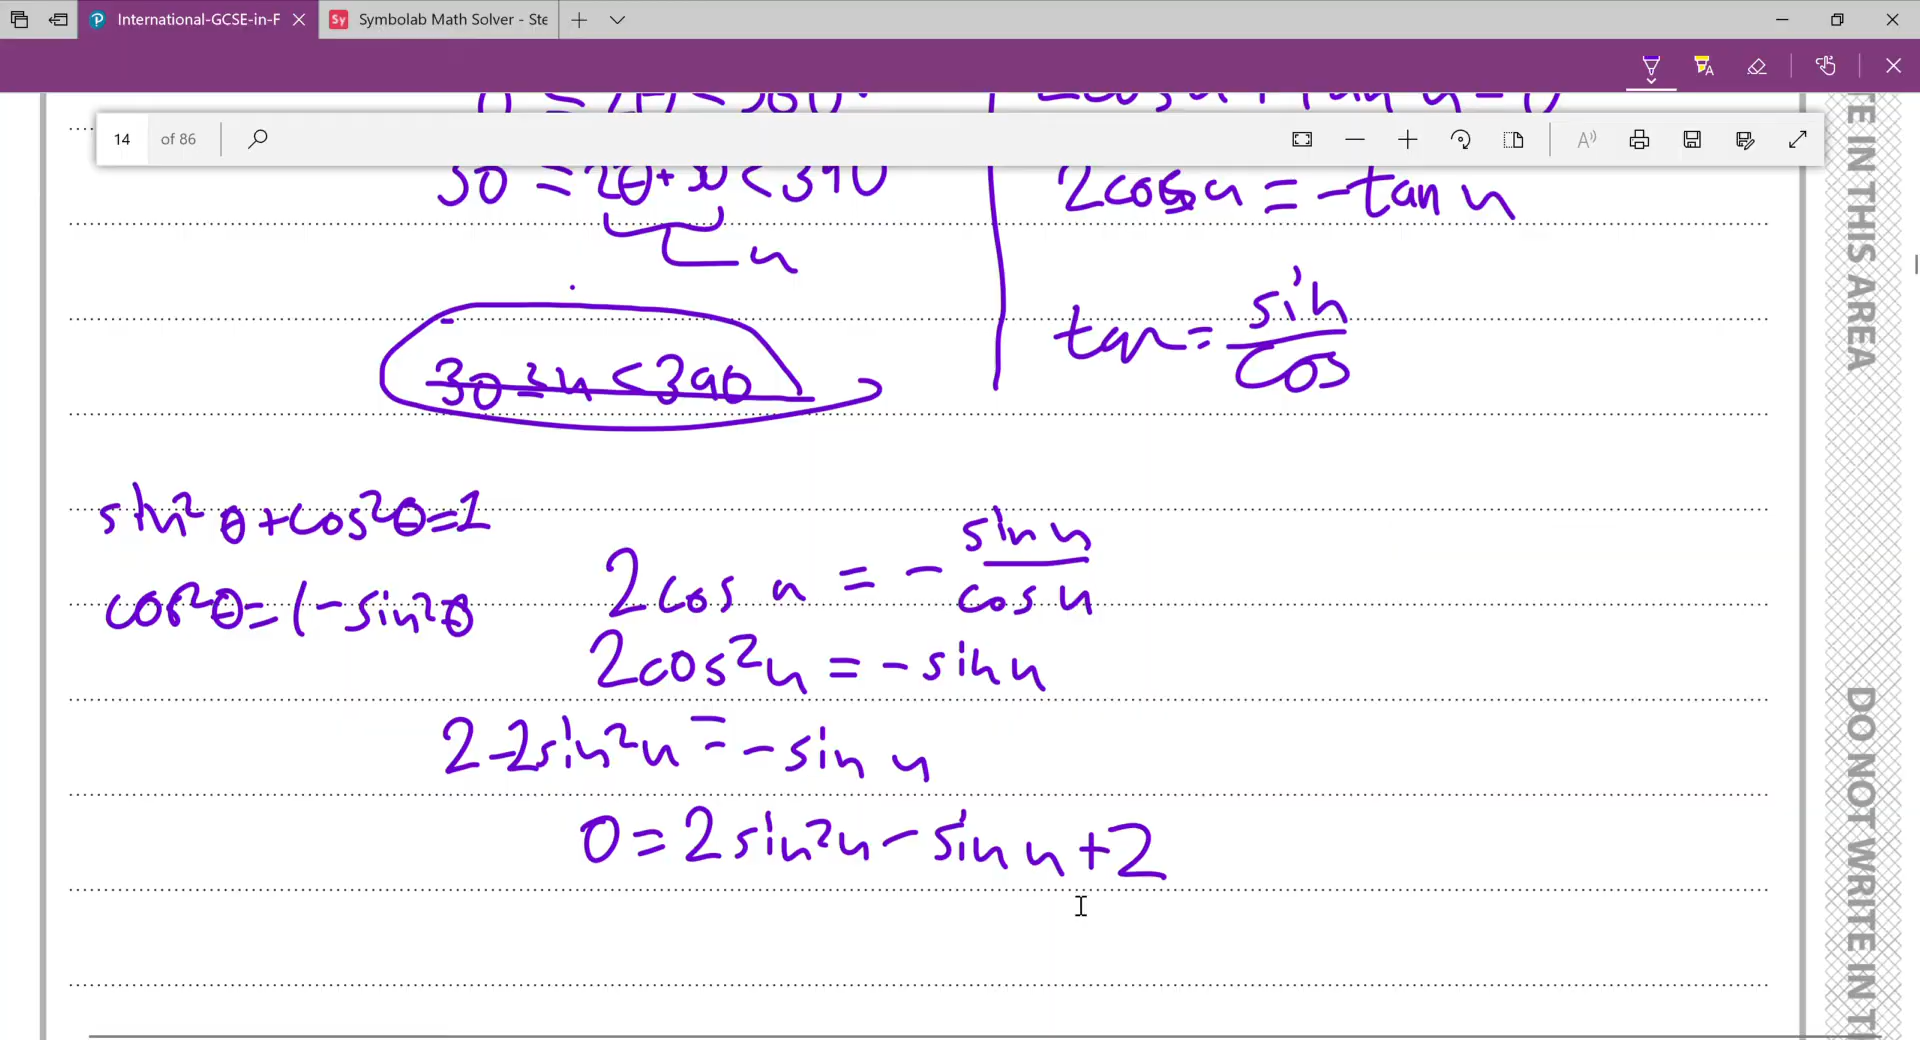 International-GCSE-in-F
Symbolab Math Solver - Ste
14 of 86
30 ≤ 2θ+30 < 390
u
30 ≤ u < 390
2cos u = -tan u
tan = sin/cos
sin²θ+cos²θ=1
cos²θ=1-sin²θ
2cos u = - sin u/cos u
2cos²u = -sin u
2-2sin²u = -sin u
0=2sin²u-sin u+2
TE IN THIS AREA
DO NOT WRITE IN T